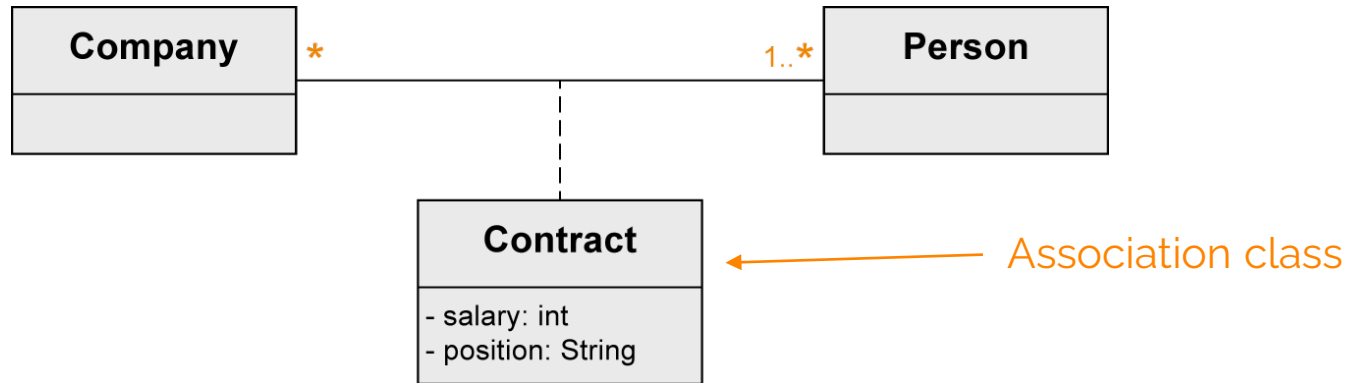 Company
*
1..*
Person
Contract
- salary: int
- position: String
Association class